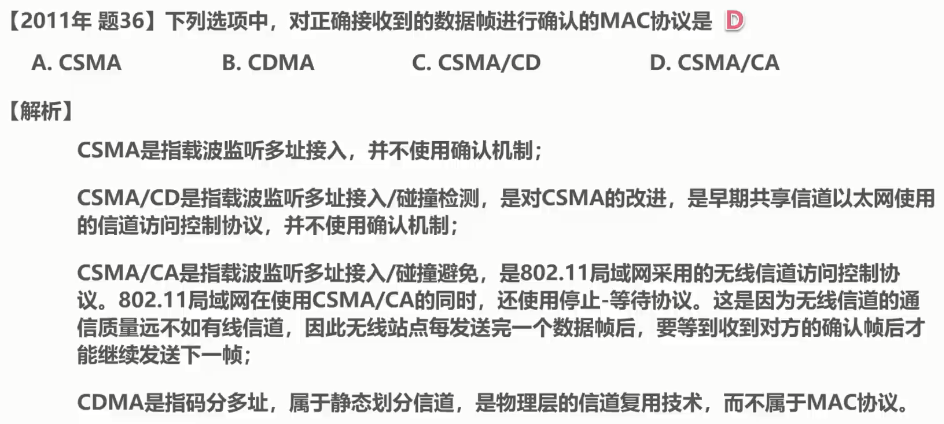 【2011年 题36】下列选项中，对正确接收到的数据帧进行确认的MAC协议是 D
A. CSMA B. CDMA C. CSMA/CD D. CSMA/CA
【解析】
CSMA是指载波监听多址接入，并不使用确认机制；
CSMA/CD是指载波监听多址接入/碰撞检测，是对CSMA的改进，是早期共享信道以太网使用
的信道访问控制协议，并不使用确认机制；
CSMA/CA是指载波监听多址接入/碰撞避免，是802.11局域网采用的无线信道访问控制协
议。802.11局域网在使用CSMA/CA的同时，还使用停止-等待协议。这是因为无线信道的通
信质量远不如有线信道，因此无线站点每发送完一个数据帧后，要等到收到对方的确认帧后才
能继续发送下一帧；
CDMA是指码分多址，属于静态划分信道，是物理层的信道复用技术，而不属于MAC协议。